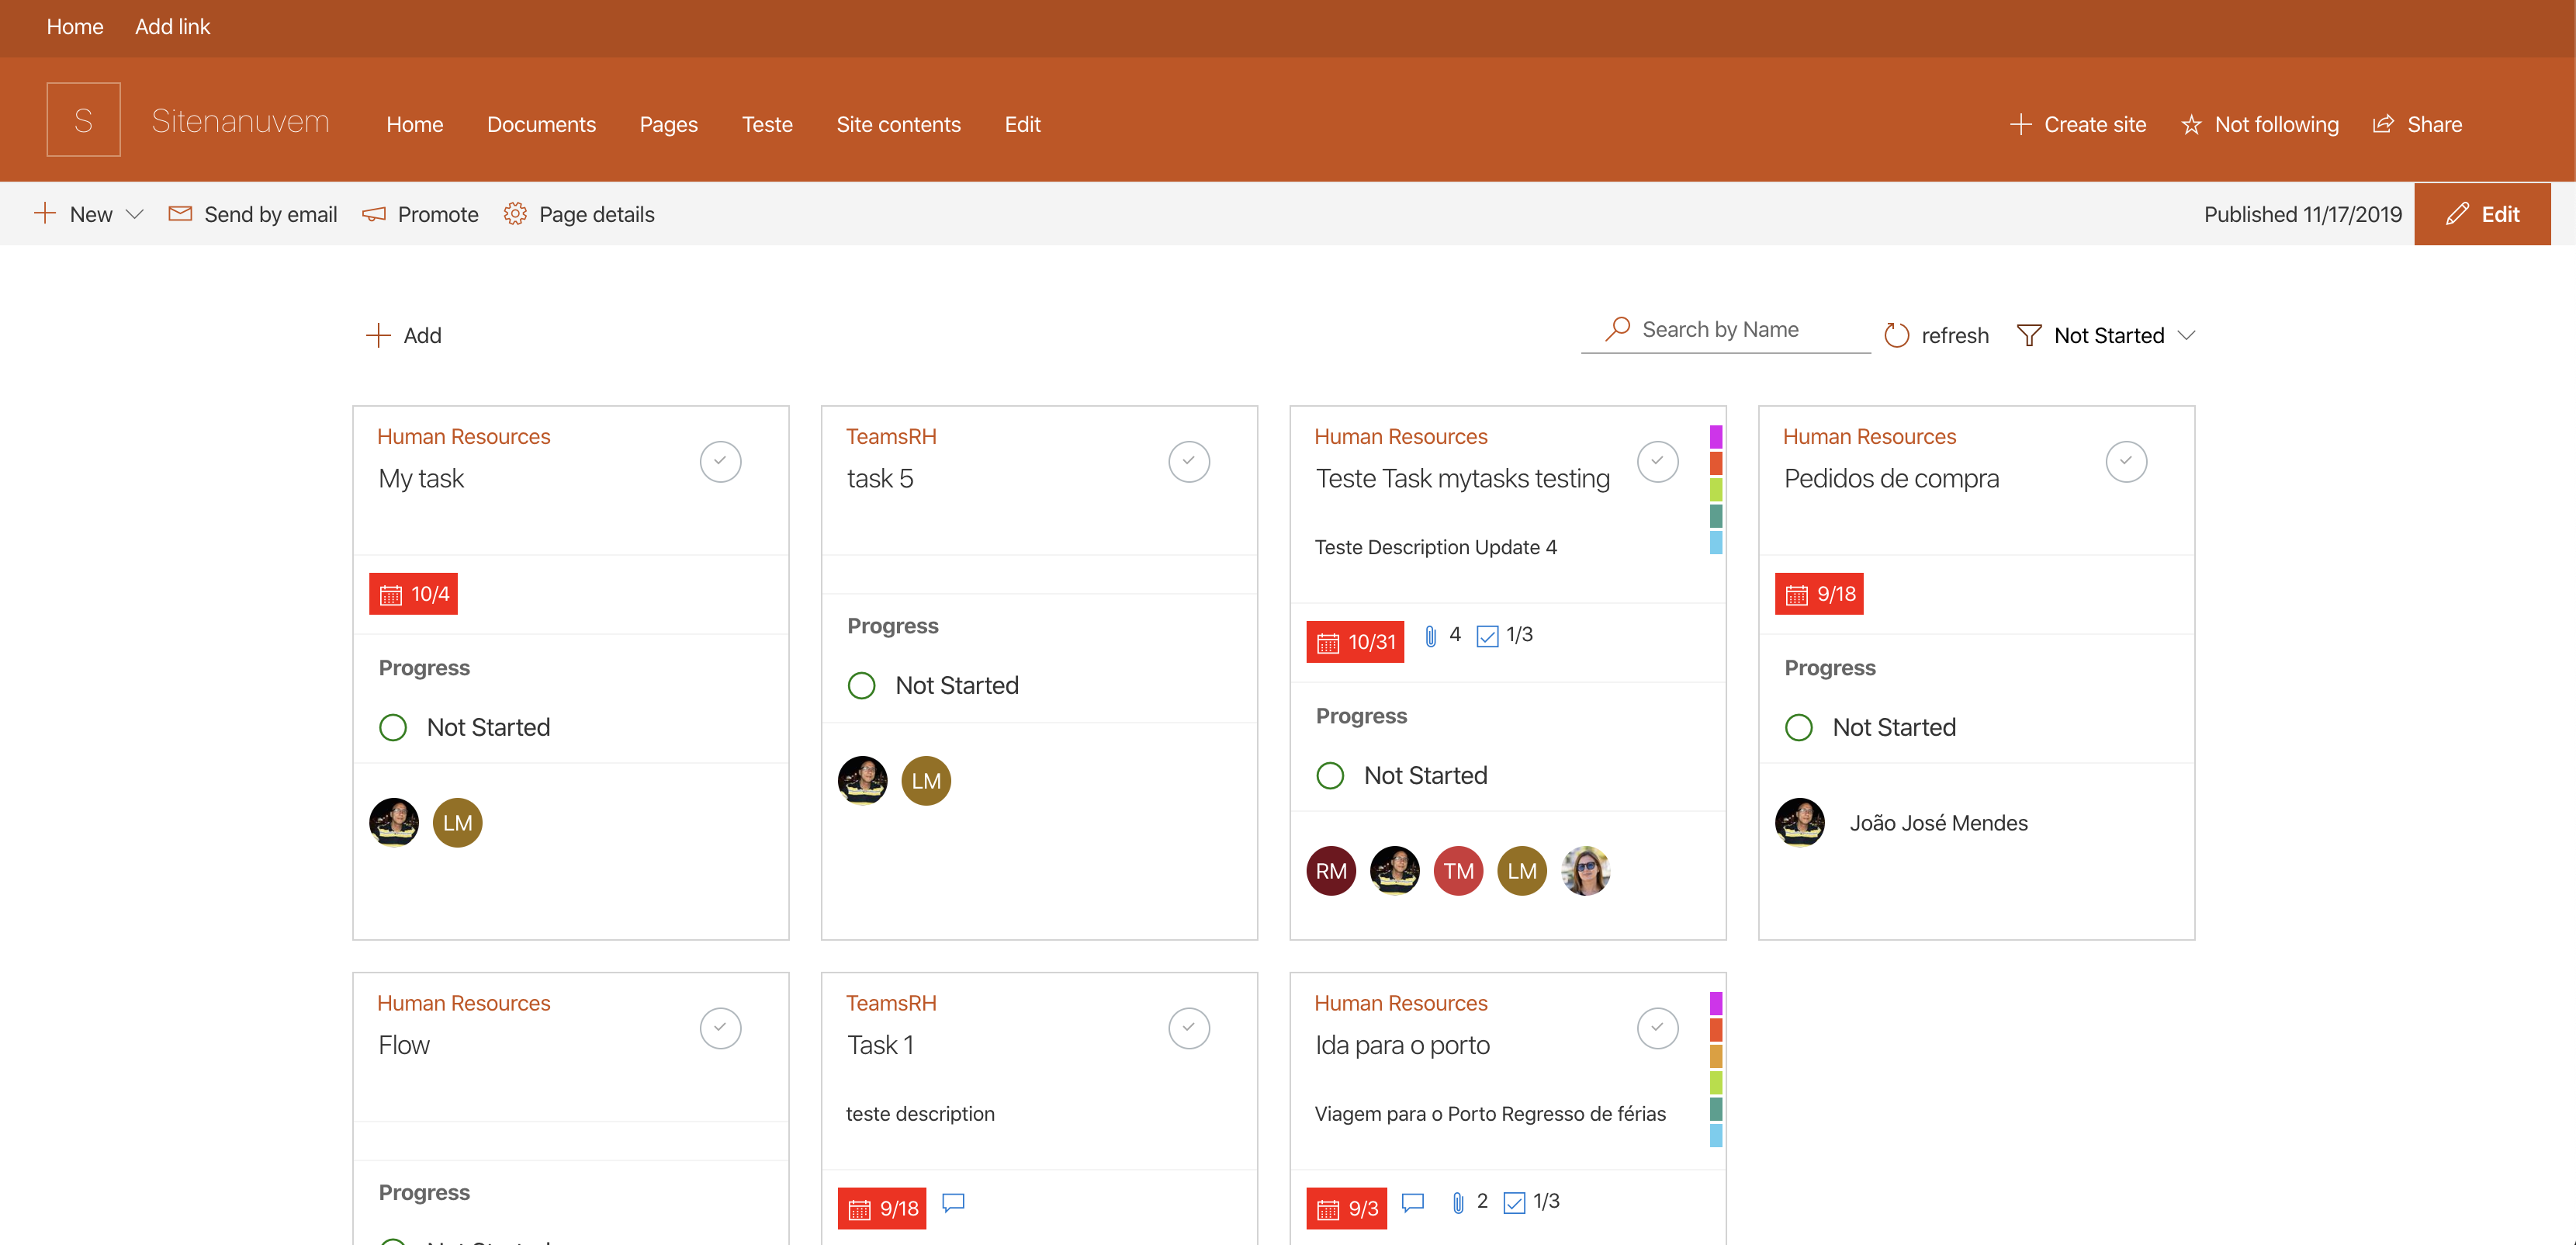 Home Add link
S Sitenanuvem Home Documents Pages Teste Site contents Edit Create site Not following Share
New Send by email Promote Page details Published 11/17/2019 Edit
Add Search by Name refresh Not Started
Human Resources
My task
10/4
Progress
Not Started
LM
TeamsRH
task 5
Progress
Not Started
LM
Human Resources
Teste Task mytasks testing
Teste Description Update 4
10/31 4 1/3
Progress
Not Started
RM TM LM
Human Resources
Pedidos de compra
9/18
Progress
Not Started
João José Mendes
Human Resources
Flow
Progress
Not Started
TeamsRH
Task 1
teste description
9/18
Human Resources
Ida para o porto
Viagem para o Porto Regresso de férias
9/3 2 1/3